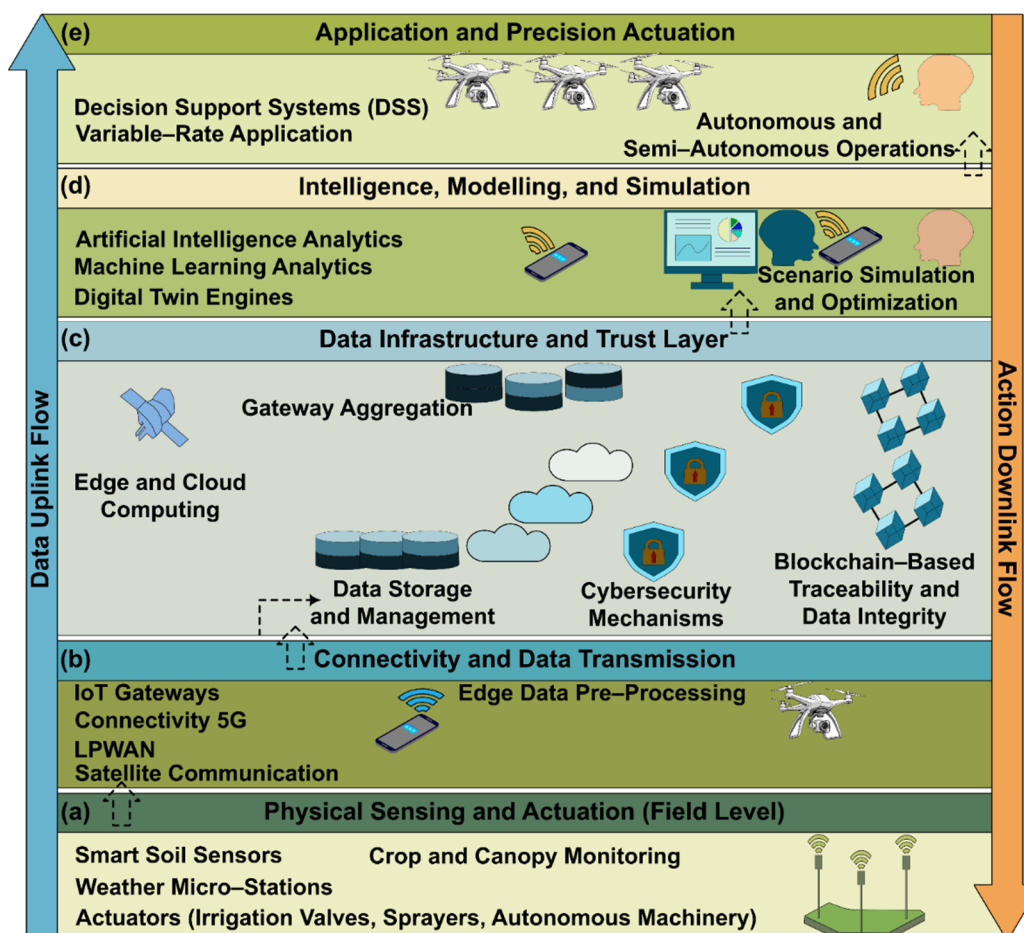 (e)
Application and Precision Actuation
Decision Support Systems (DSS)
Variable–Rate Application
Autonomous and
Semi–Autonomous Operations
(d)
Intelligence, Modelling, and Simulation
Artificial Intelligence Analytics
Machine Learning Analytics
Digital Twin Engines
Scenario Simulation
and Optimization
(c)
Data Infrastructure and Trust Layer
Gateway Aggregation
Edge and Cloud
Computing
Data Storage
and Management
Cybersecurity
Mechanisms
Blockchain–Based
Traceability and
Data Integrity
(b)
Connectivity and Data Transmission
IoT Gateways
Connectivity 5G
LPWAN
Satellite Communication
Edge Data Pre–Processing
(a)
Physical Sensing and Actuation (Field Level)
Smart Soil Sensors
Crop and Canopy Monitoring
Weather Micro–Stations
Actuators (Irrigation Valves, Sprayers, Autonomous Machinery)
Data Uplink Flow
Action Downlink Flow